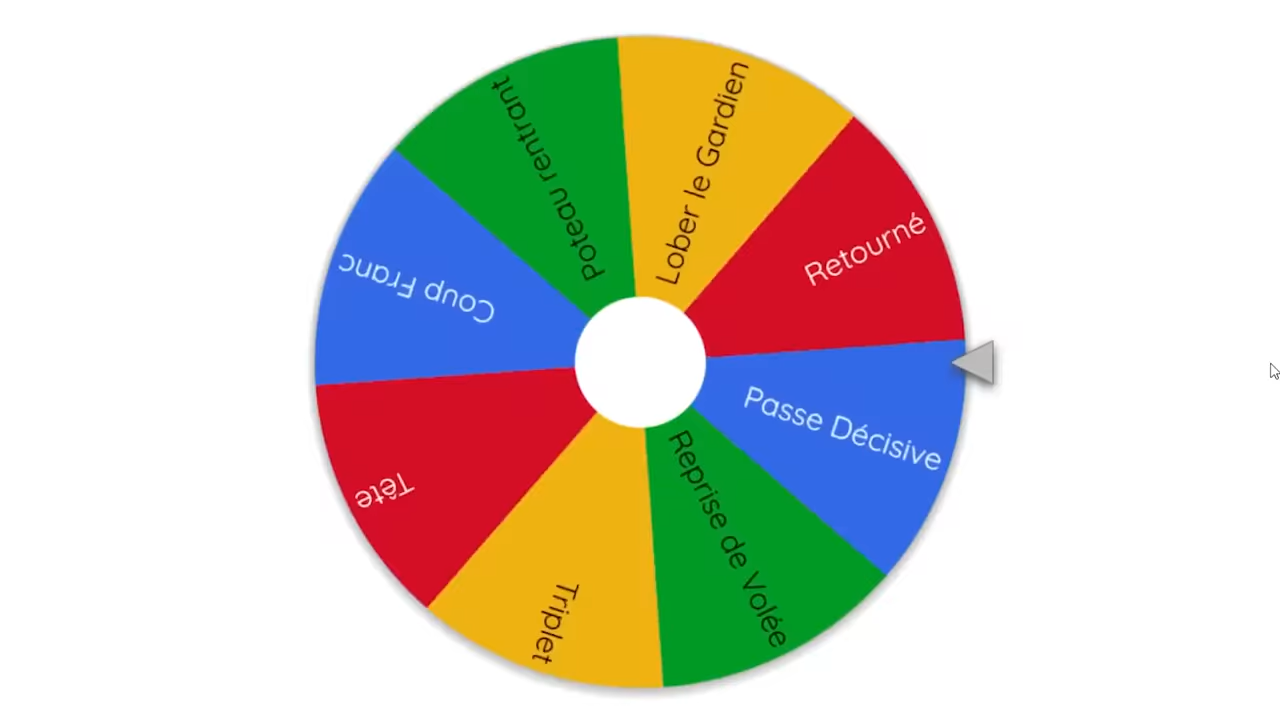 Lober le Gardien
Retourné
Passe Décisive
Reprise de Volée
Triplet
Tête
Coup Franc
Poteau rentrant